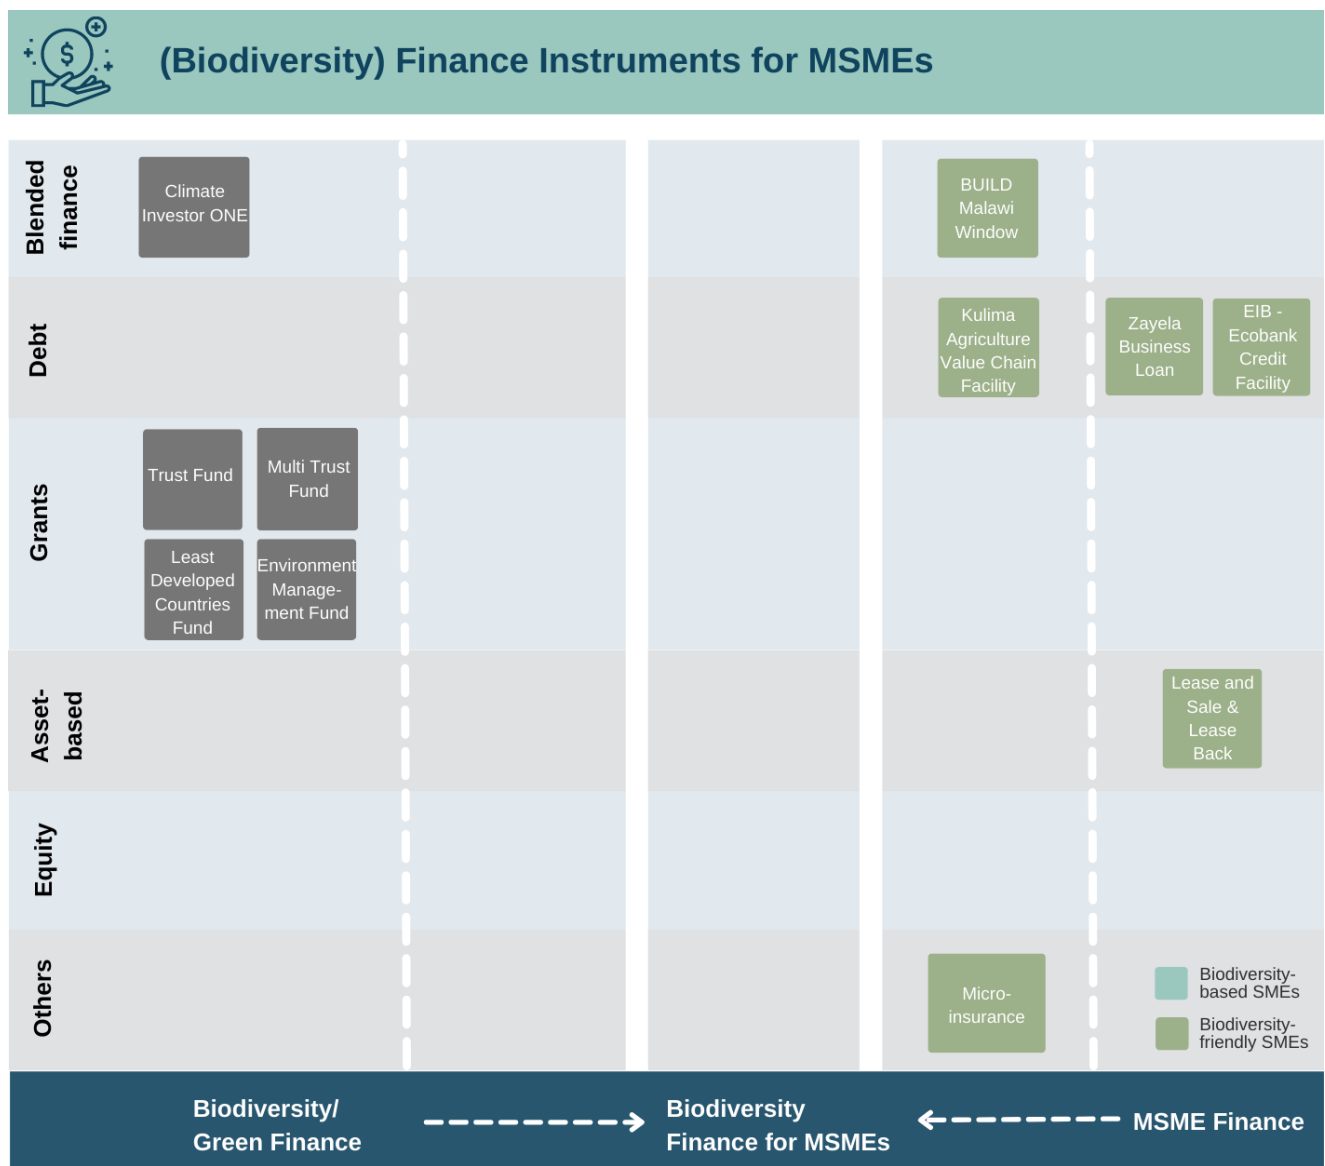 (Biodiversity) Finance Instruments for MSMEs
Blended
finance
Climate
Investor ONE
BUILD
Malawi
Window
Debt
Kulima
Agriculture
Value Chain
Facility
Zayela
Business
Loan
EIB -
Ecobank
Credit
Facility
Grants
Trust Fund
Multi Trust
Fund
Least
Developed
Countries
Fund
Environment
Manage-
ment Fund
Asset-
based
Lease and
Sale &
Lease
Back
Equity
Others
Micro-
insurance
Biodiversity-
based SMEs
Biodiversity-
friendly SMEs
Biodiversity/
Green Finance
Biodiversity
Finance for MSMEs
MSME Finance